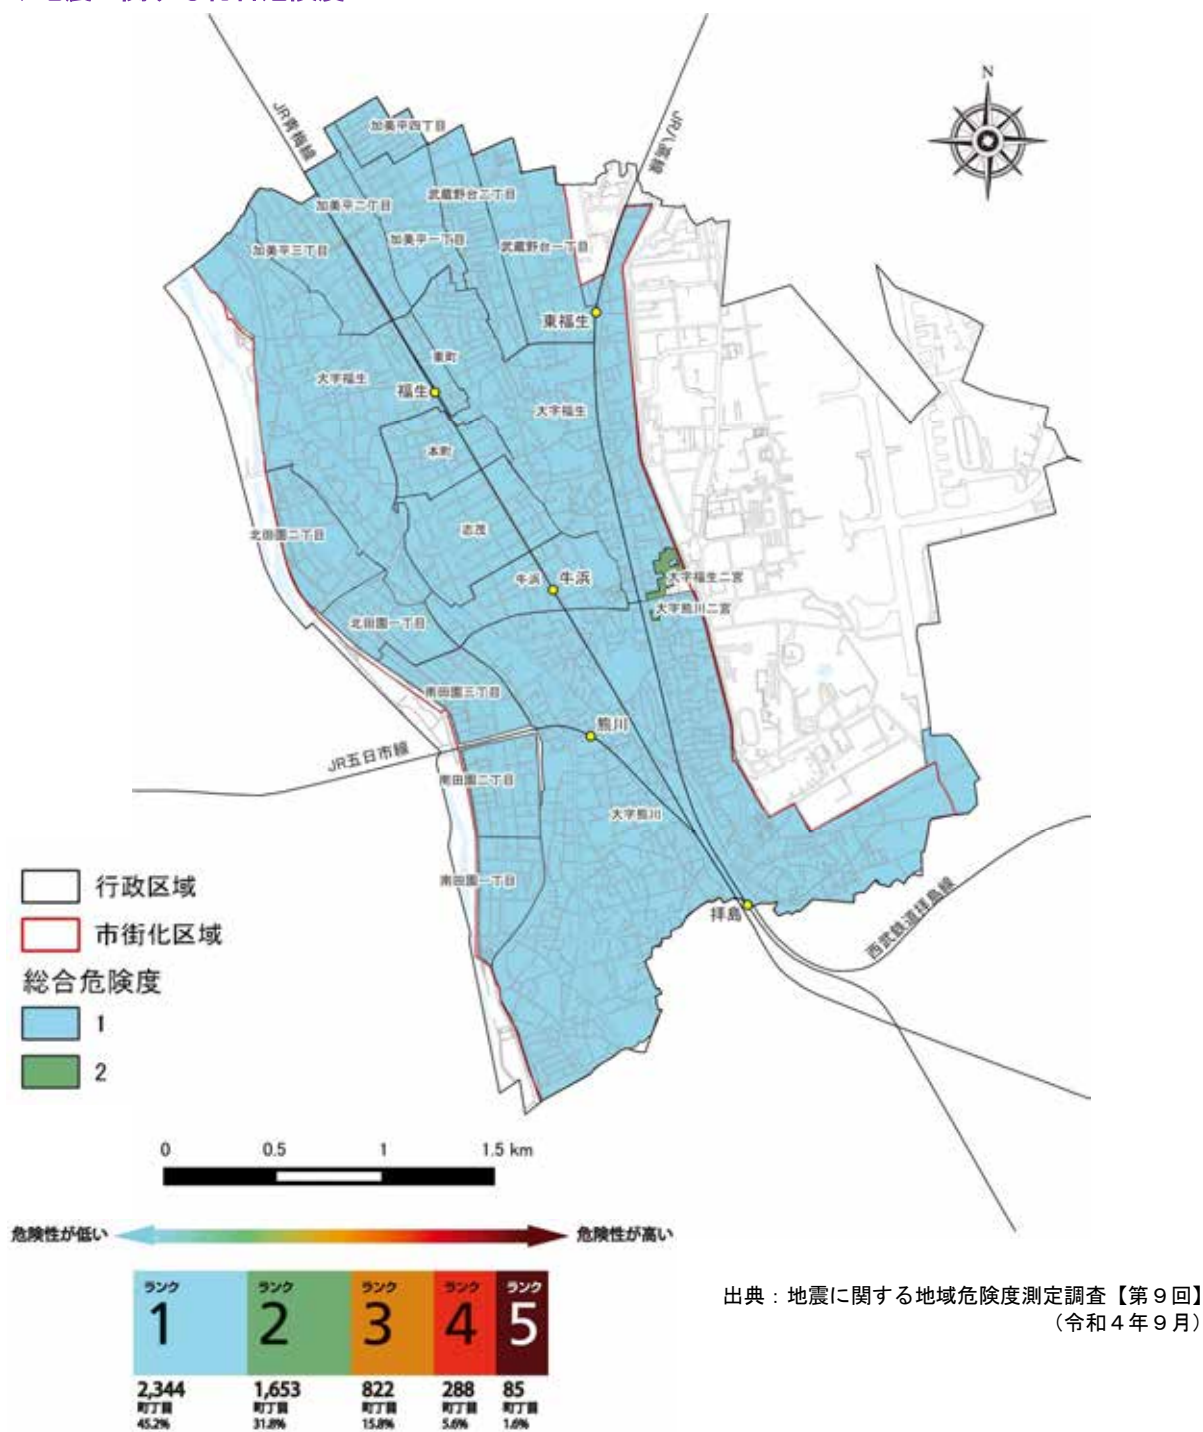 N
JR青梅線
JR八高線
加美平四丁目
加美平二丁目
武蔵野台二丁目
加美平三丁目
加美平一丁目
武蔵野台一丁目
東福生
東町
大字福生
福生
大字福生
本町
志茂
北田園二丁目
牛浜
牛浜
大字福生二宮
大字熊川二宮
北田園一丁目
南田園三丁目
熊川
JR五日市線
南田園二丁目
大字熊川
南田園一丁目
拝島
西武鉄道拝島線
行政区域
市街化区域
総合危険度
1
2
0 0.5 1 1.5 km
危険性が低い 危険性が高い
ランク ランク ランク ランク ランク
1 2 3 4 5
2,344 1,653 822 288 85
町丁目 町丁目 町丁目 町丁目 町丁目
45.2% 31.8% 15.8% 5.6% 1.6%
出典：地震に関する地域危険度測定調査【第９回】
（令和４年９月）